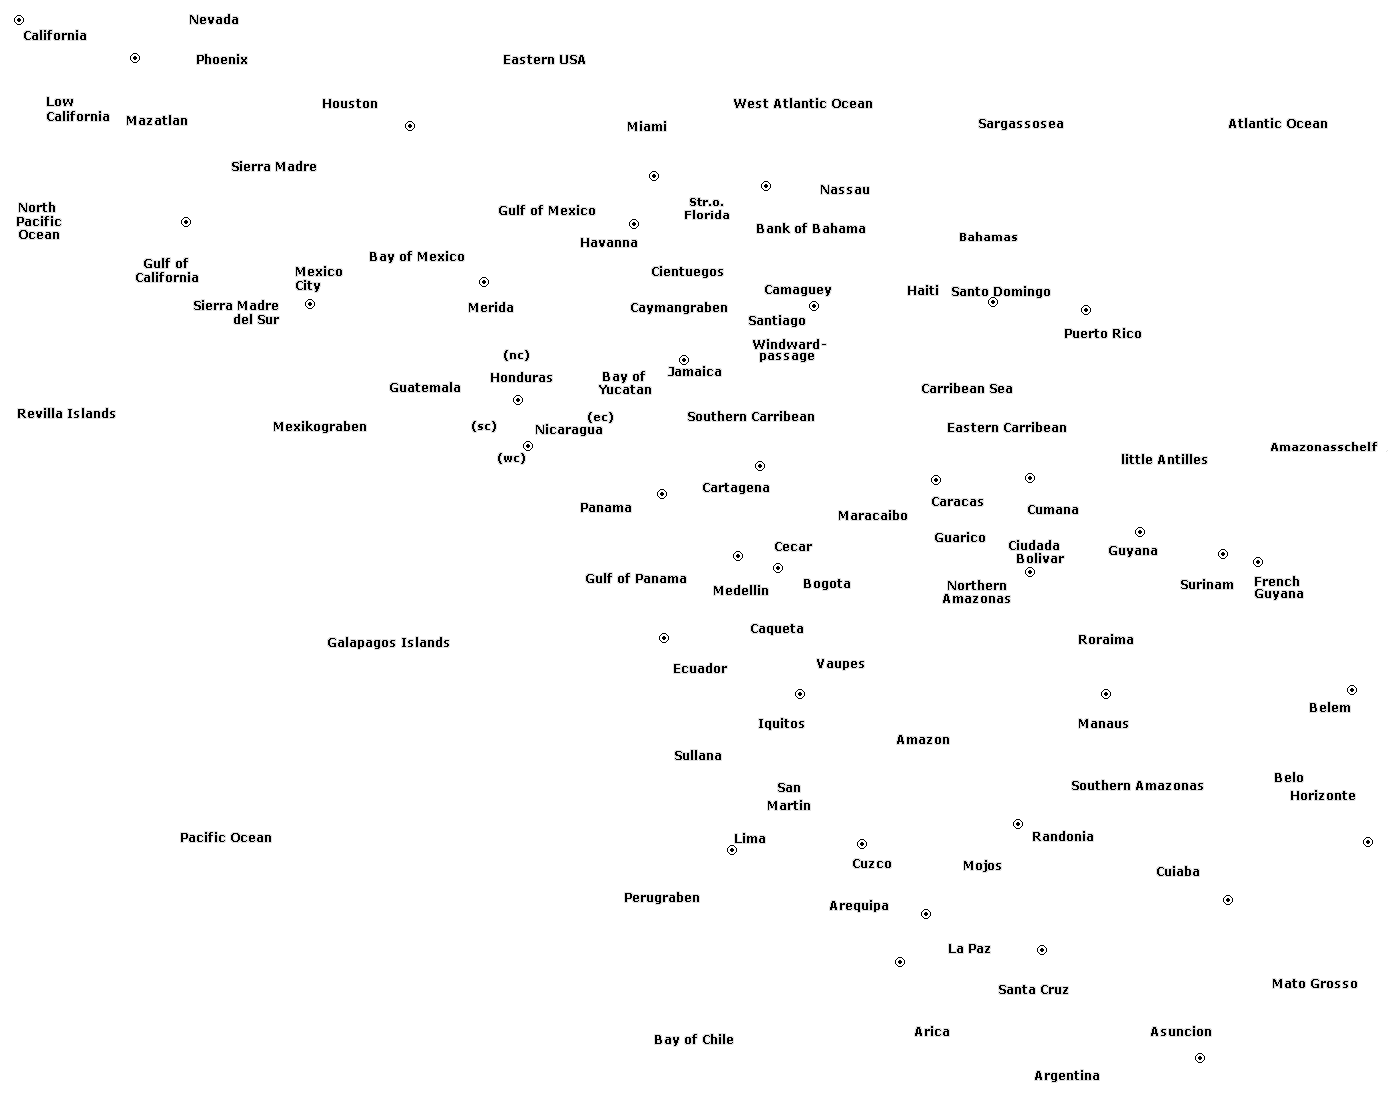 Nevada
California
Phoenix
Eastern USA
Low
California
Mazatlan
Houston
West Atlantic Ocean
Miami
Sargassosea
Atlantic Ocean
Sierra Madre
Nassau
North
Pacific
Ocean
Gulf of Mexico
Str.o.
Florida
Bank of Bahama
Bahamas
Havanna
Bay of Mexico
Gulf of
California
Mexico
City
Cientuegos
Camaguey
Haiti
Santo Domingo
Sierra Madre
del Sur
Merida
Caymangraben
Santiago
Puerto Rico
Windward-
passage
(nc)
Honduras
Jamaica
Guatemala
Bay of
Yucatan
Carribean Sea
Revilla Islands
Mexikograben
(sc)
(ec)
Nicaragua
Southern Carribean
Eastern Carribean
(wc)
little Antilles
Amazonasschelf
Cartagena
Panama
Caracas
Cumana
Maracaibo
Guarico
Cecar
Ciudada
Bolivar
Guyana
Gulf of Panama
Medellin
Bogota
Northern
Amazonas
Surinam
French
Guyana
Caqueta
Roraima
Galapagos Islands
Ecuador
Vaupes
Belem
Iquitos
Manaus
Amazon
Sullana
San
Martin
Southern Amazonas
Belo
Horizonte
Pacific Ocean
Lima
Randonia
Cuzco
Mojos
Cuiaba
Perugraben
Arequipa
La Paz
Santa Cruz
Mato Grosso
Bay of Chile
Arica
Asuncion
Argentina